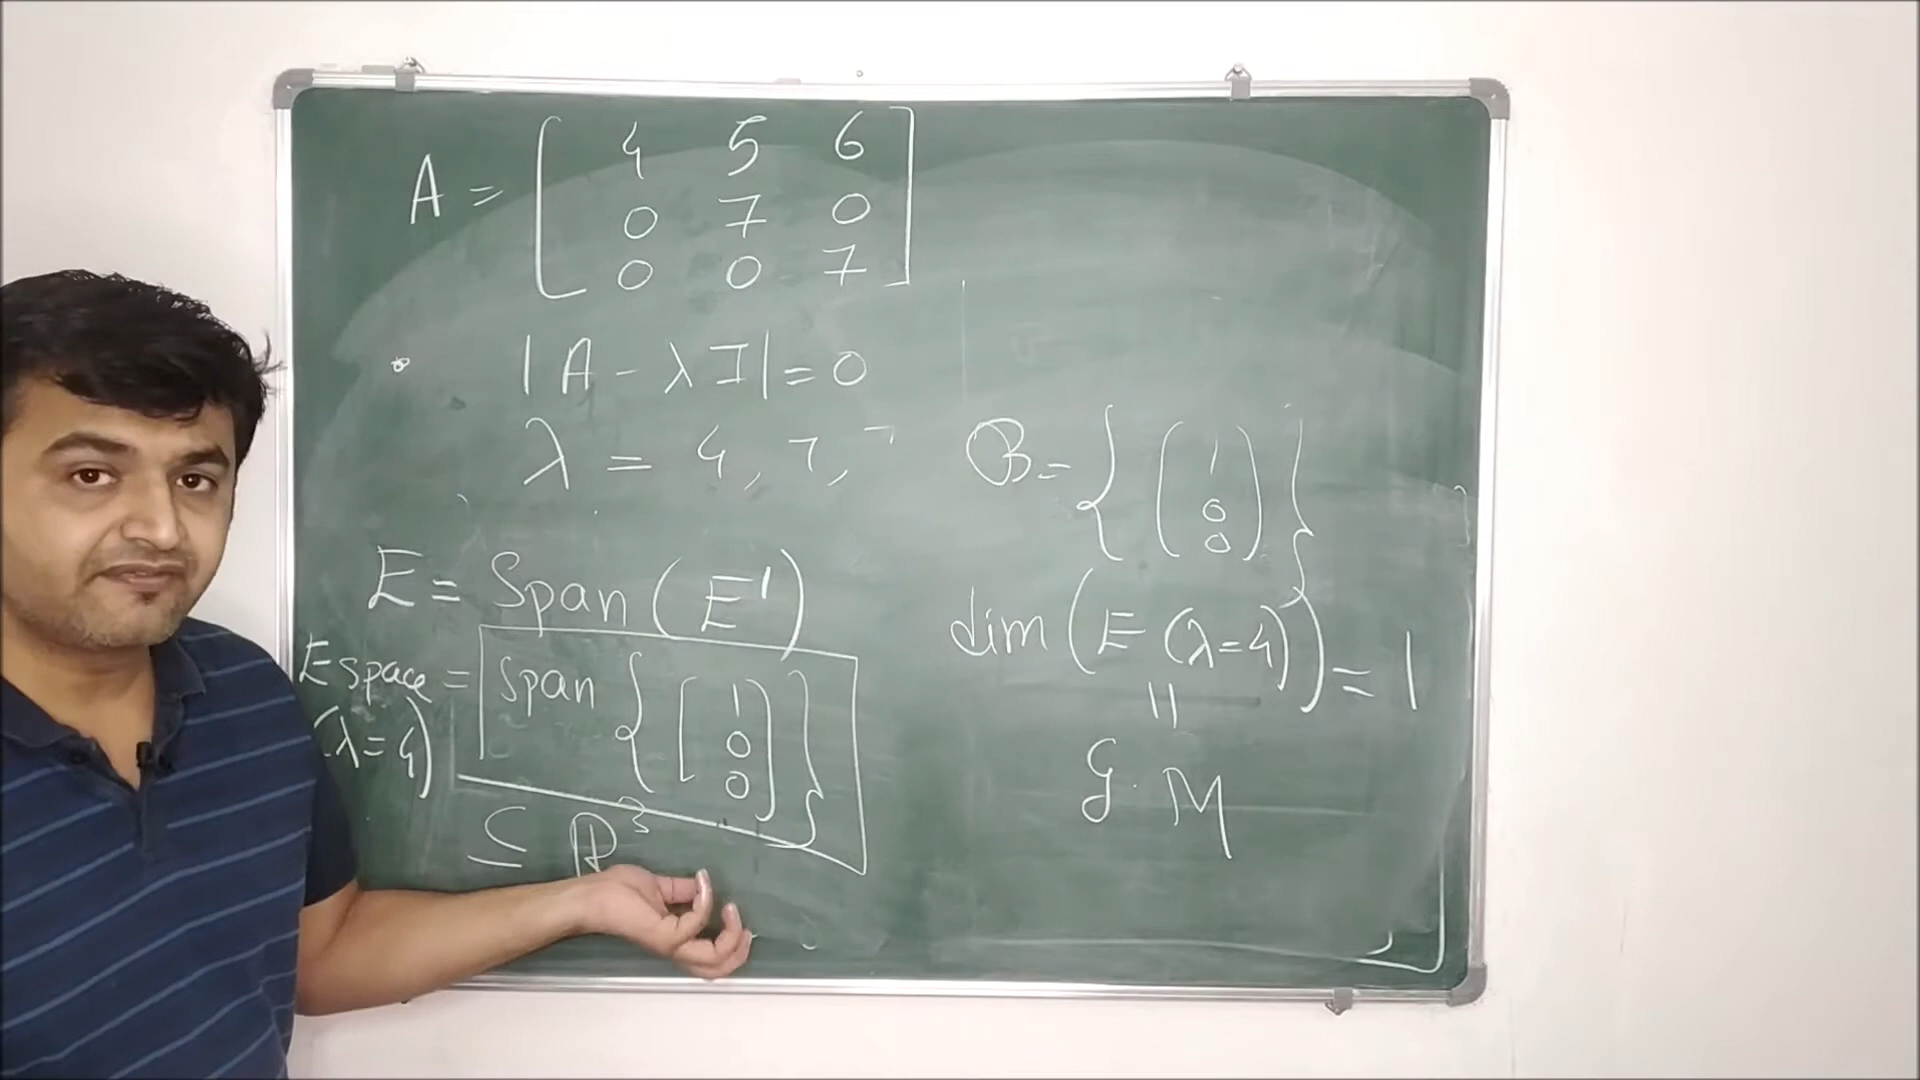 A = [ 4 5 6
0 7 0
0 0 7 ]
|A - λI| = 0
λ = 4, 7, 7
E = Span (E')
Espace (λ=4) = span { [ 1 0 0 ] }
⊆ ℝ³
B = { ( 1 0 0 ) }
dim (E (λ=4)) = 1
||
G.M